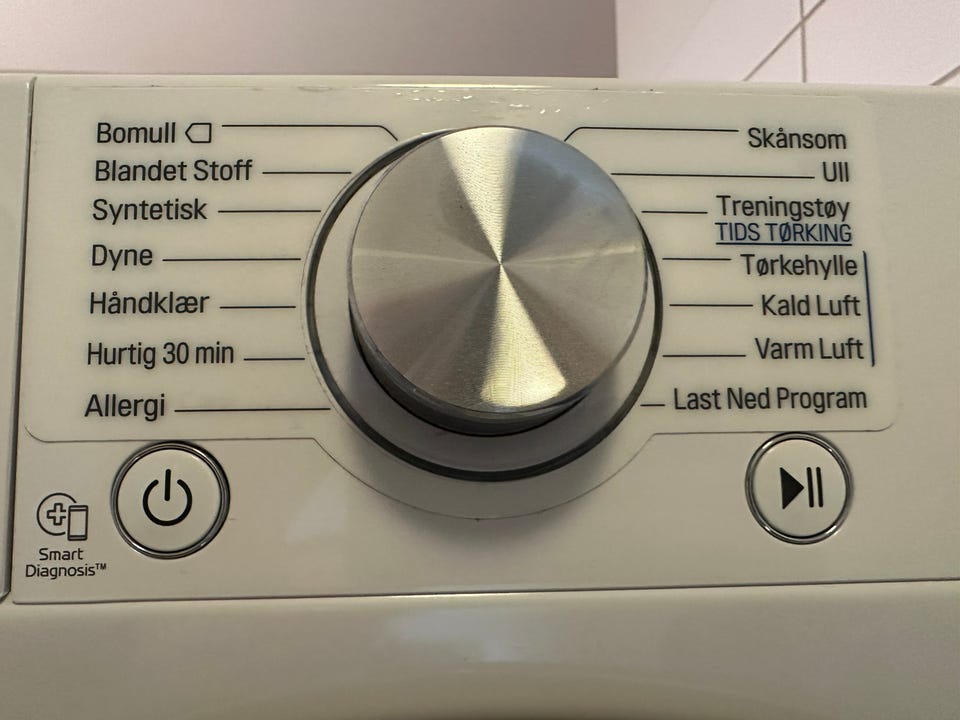 Bomull
Blandet Stoff
Syntetisk
Dyne
Håndklær
Hurtig 30 min
Allergi
Skånsom
Ull
Treningstøy
TIDS TØRKING
Tørkehylle
Kald Luft
Varm Luft
Last Ned Program
Smart
Diagnosis™